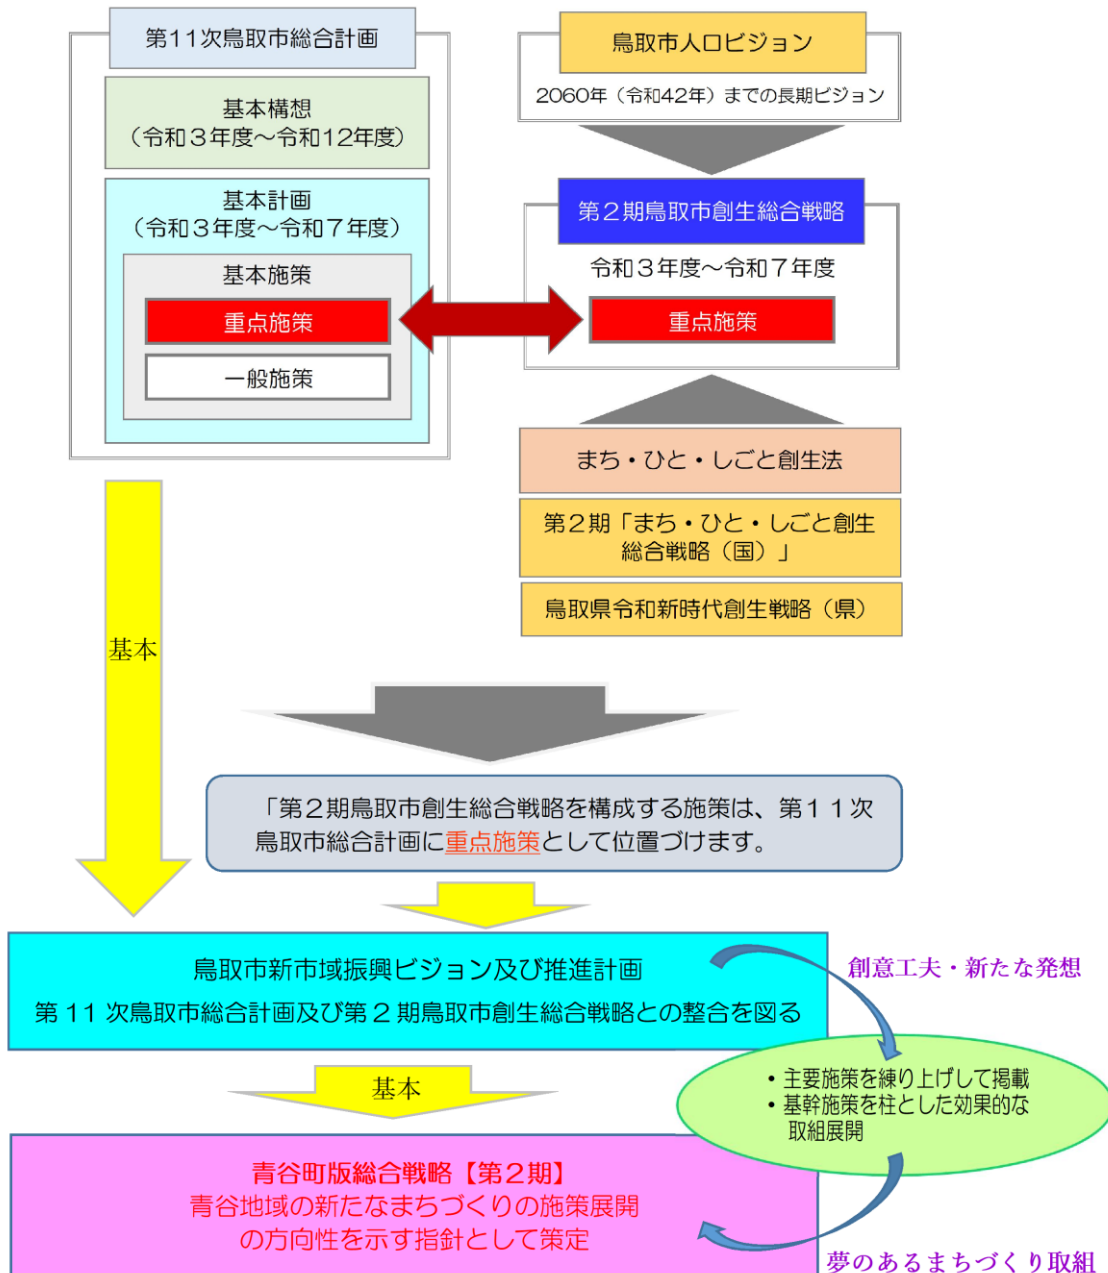 第11次鳥取市総合計画
基本構想
（令和３年度～令和12年度）
基本計画
（令和３年度～令和７年度）
基本施策
重点施策
一般施策
鳥取市人口ビジョン
2060年（令和42年）までの長期ビジョン
第２期鳥取市創生総合戦略
令和３年度～令和７年度
重点施策
まち・ひと・しごと創生法
第２期「まち・ひと・しごと創生
総合戦略（国）」
鳥取県令和新時代創生戦略（県）
基本
「第２期鳥取市創生総合戦略を構成する施策は、第１１次
鳥取市総合計画に重点施策として位置づけます。
鳥取市新市域振興ビジョン及び推進計画
第 11 次鳥取市総合計画及び第 2 期鳥取市創生総合戦略との整合を図る
創意工夫・新たな発想
・主要施策を練り上げして掲載
・基幹施策を柱とした効果的な
取組展開
基本
青谷町版総合戦略【第２期】
青谷地域の新たなまちづくりの施策展開
の方向性を示す指針として策定
夢のあるまちづくり取組